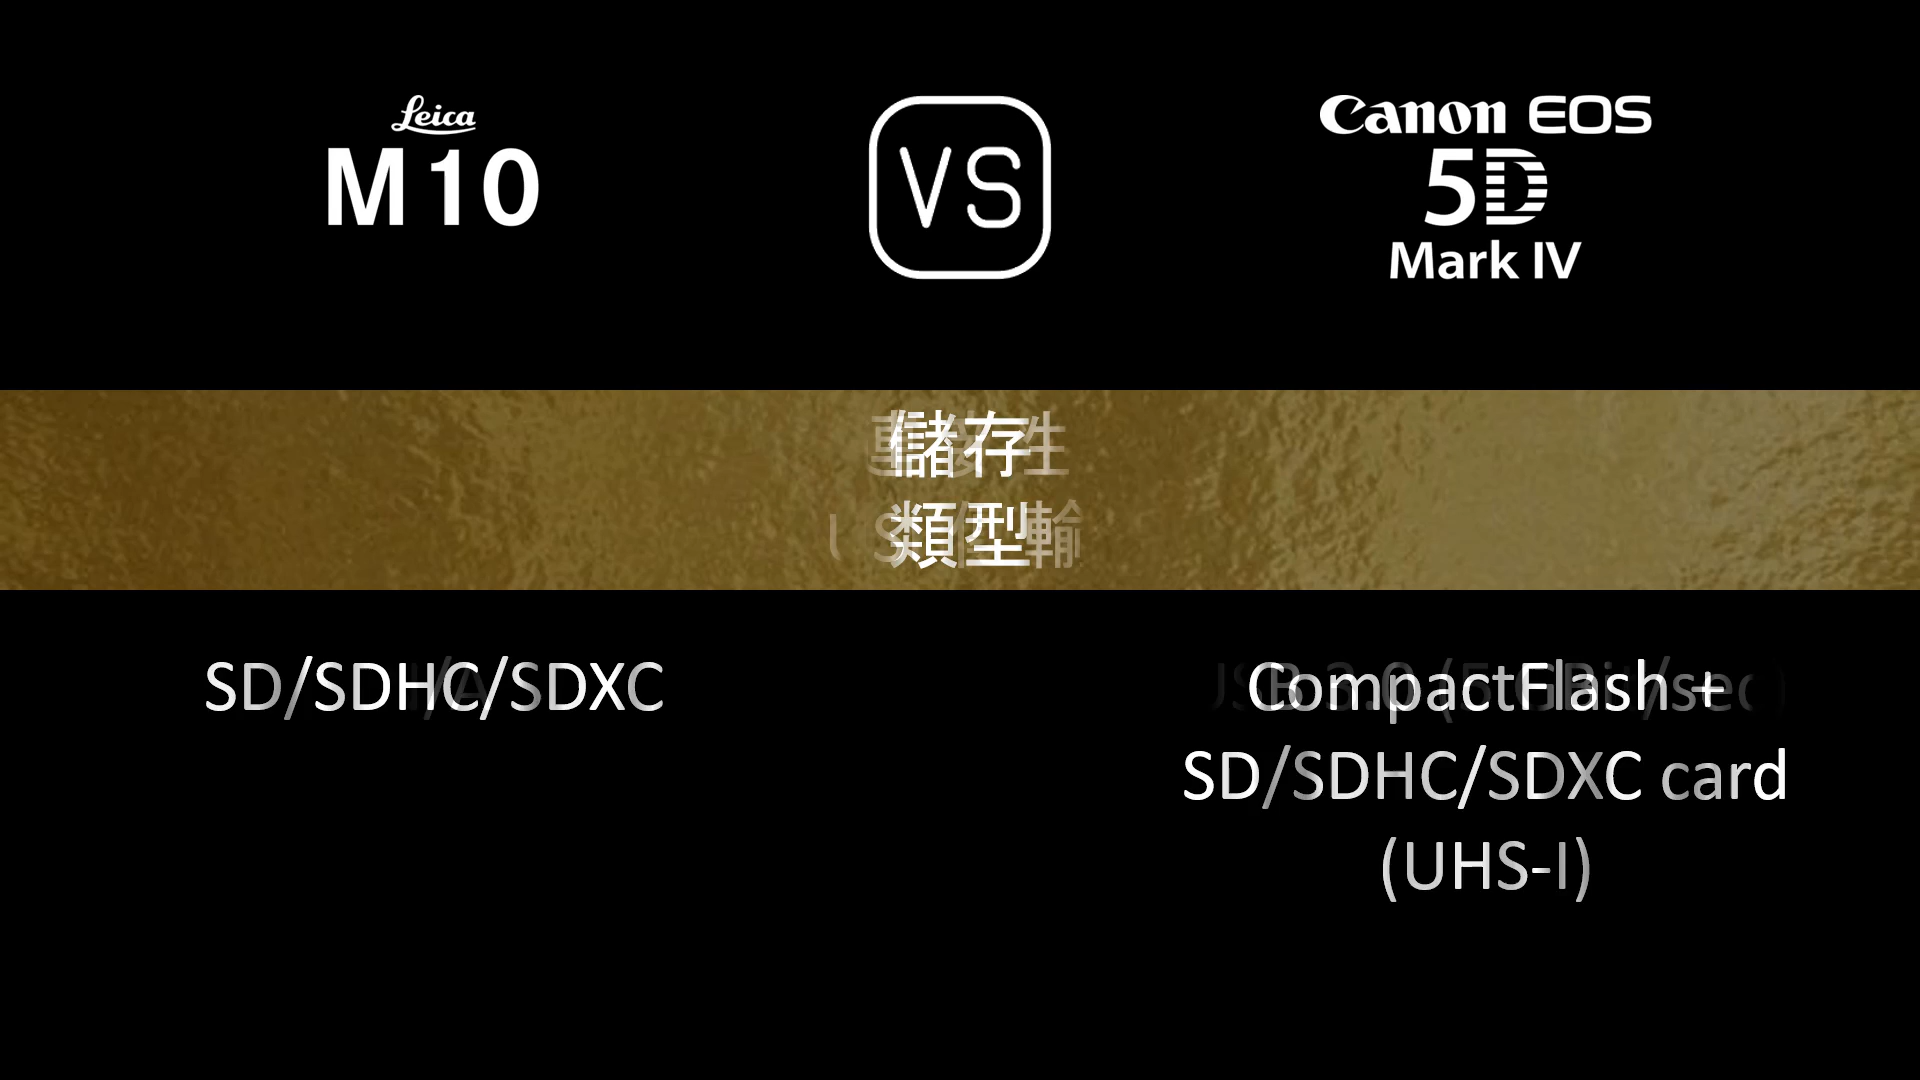 Leica
M10
VS
Canon EOS
5D
Mark IV
儲存
類型
SD/SDHC/SDXC
CompactFlash +
SD/SDHC/SDXC card
(UHS-I)